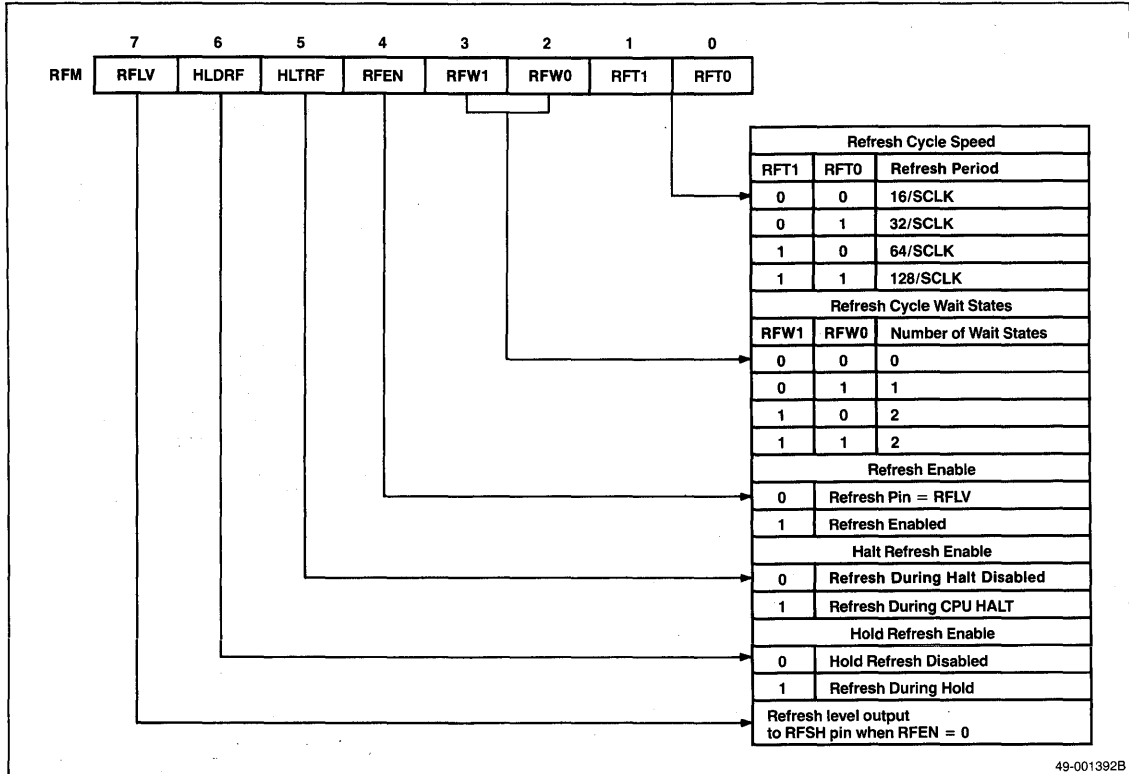 7 6 5 4 3 2 1 0
RFM RFLV HLDRF HLTRF RFEN RFW1 RFW0 RFT1 RFT0
Refresh Cycle Speed
RFT1 RFT0 Refresh Period
0 0 16/SCLK
0 1 32/SCLK
1 0 64/SCLK
1 1 128/SCLK
Refresh Cycle Wait States
RFW1 RFW0 Number of Wait States
0 0 0
0 1 1
1 0 2
1 1 2
Refresh Enable
0 Refresh Pin = RFLV
1 Refresh Enabled
Halt Refresh Enable
0 Refresh During Halt Disabled
1 Refresh During CPU HALT
Hold Refresh Enable
0 Hold Refresh Disabled
1 Refresh During Hold
Refresh level output
to RFSH pin when RFEN = 0
49-001392B